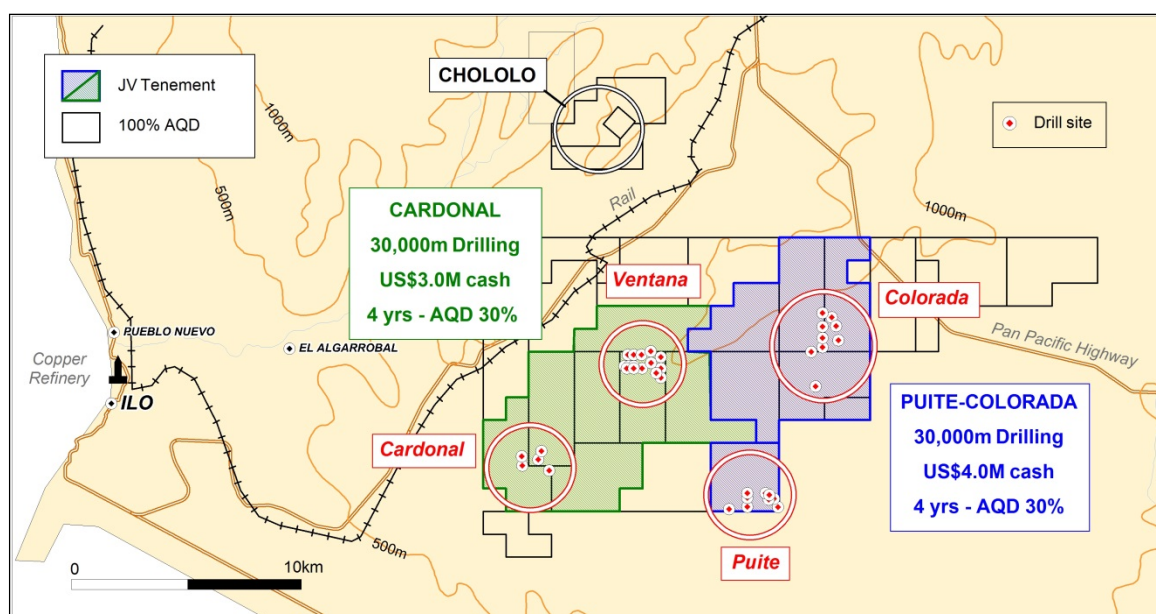 JV Tenement
100% AQD
CHOLOLO
Drill site
1000m
500m
Rail
1000m
CARDONAL
30,000m Drilling
US$3.0M cash
4 yrs - AQD 30%
Ventana
Colorada
PUEBLO NUEVO
EL ALGARROBAL
Pan Pacific Highway
Copper
Refinery
ILO
PUITE-COLORADA
30,000m Drilling
US$4.0M cash
4 yrs - AQD 30%
Cardonal
500m
Puite
0
10km